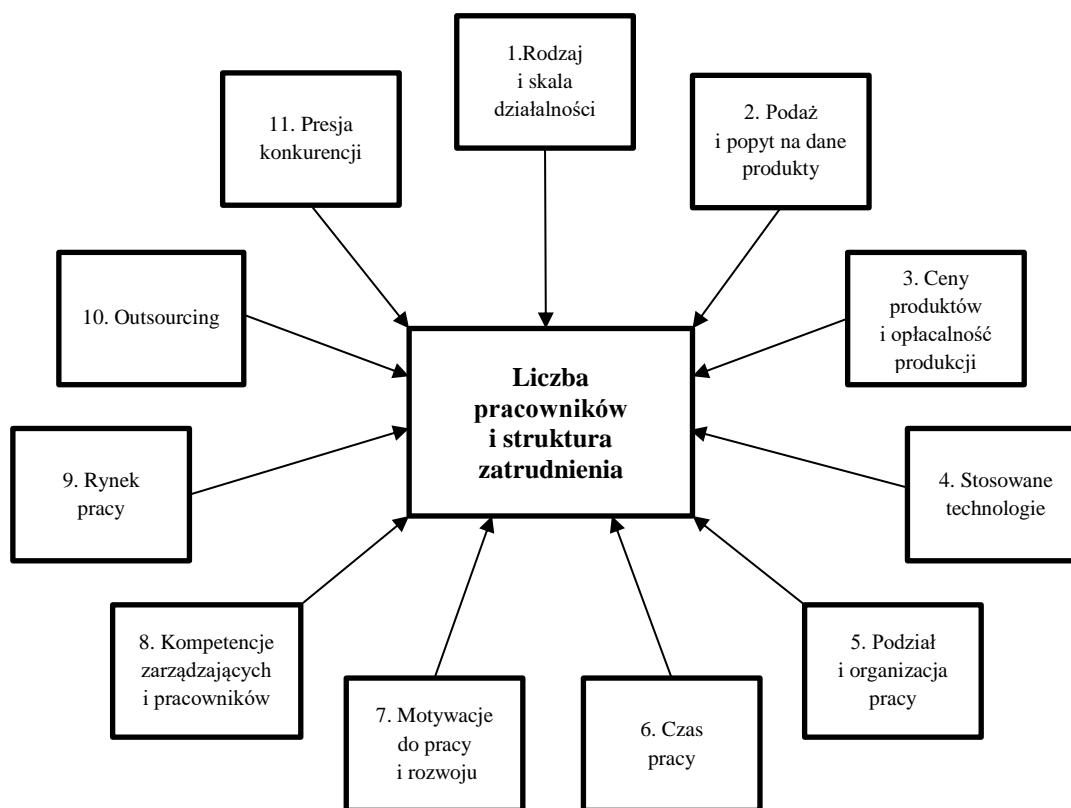 1.Rodzaj
i skala
działalności
2. Podaż
i popyt na dane
produkty
3. Ceny
produktów
i opłacalność
produkcji
4. Stosowane
technologie
5. Podział
i organizacja
pracy
6. Czas
pracy
7. Motywacje
do pracy
i rozwoju
8. Kompetencje
zarządzających
i pracowników
9. Rynek
pracy
10. Outsourcing
11. Presja
konkurencji
Liczba
pracowników
i struktura
zatrudnienia